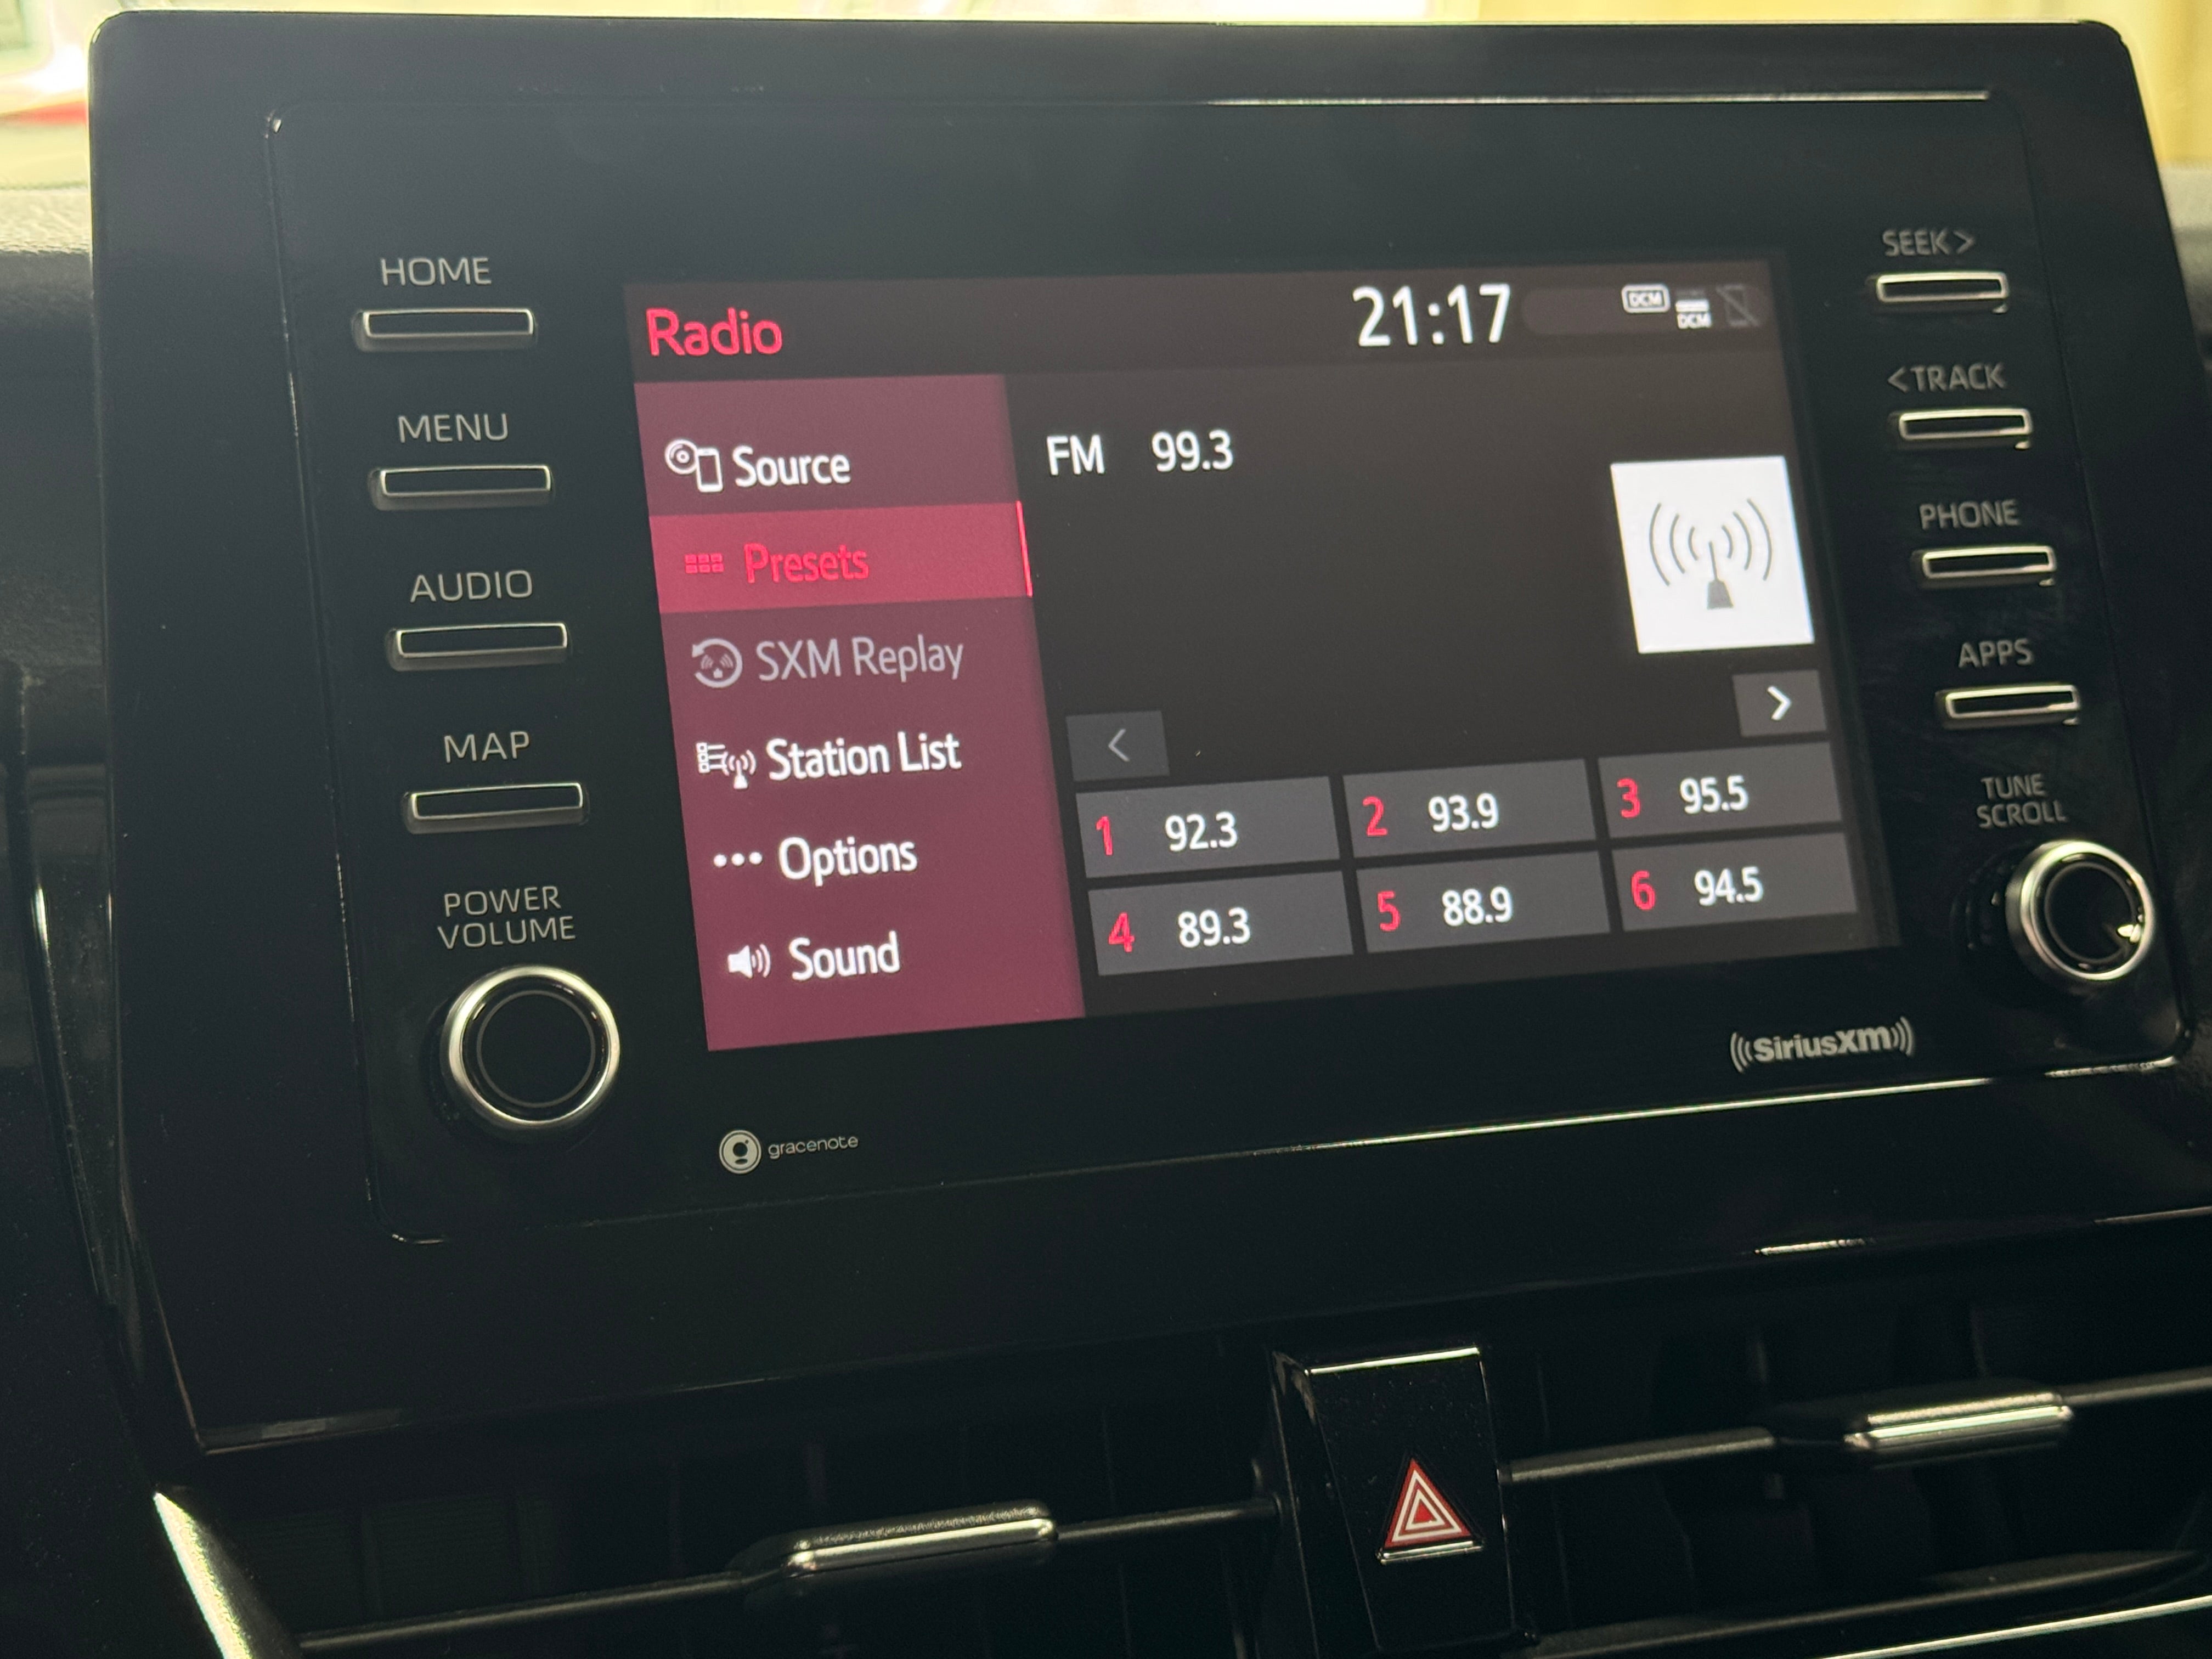 HOME
MENU
AUDIO
MAP
POWER
VOLUME
Radio
21:17
DCM
DCM
Source
Presets
SXM Replay
Station List
Options
Sound
FM 99.3
<
>
1 92.3
2 93.9
3 95.5
4 89.3
5 88.9
6 94.5
SEEK >
< TRACK
PHONE
APPS
TUNE
SCROLL
gracenote
((SiriusXM))